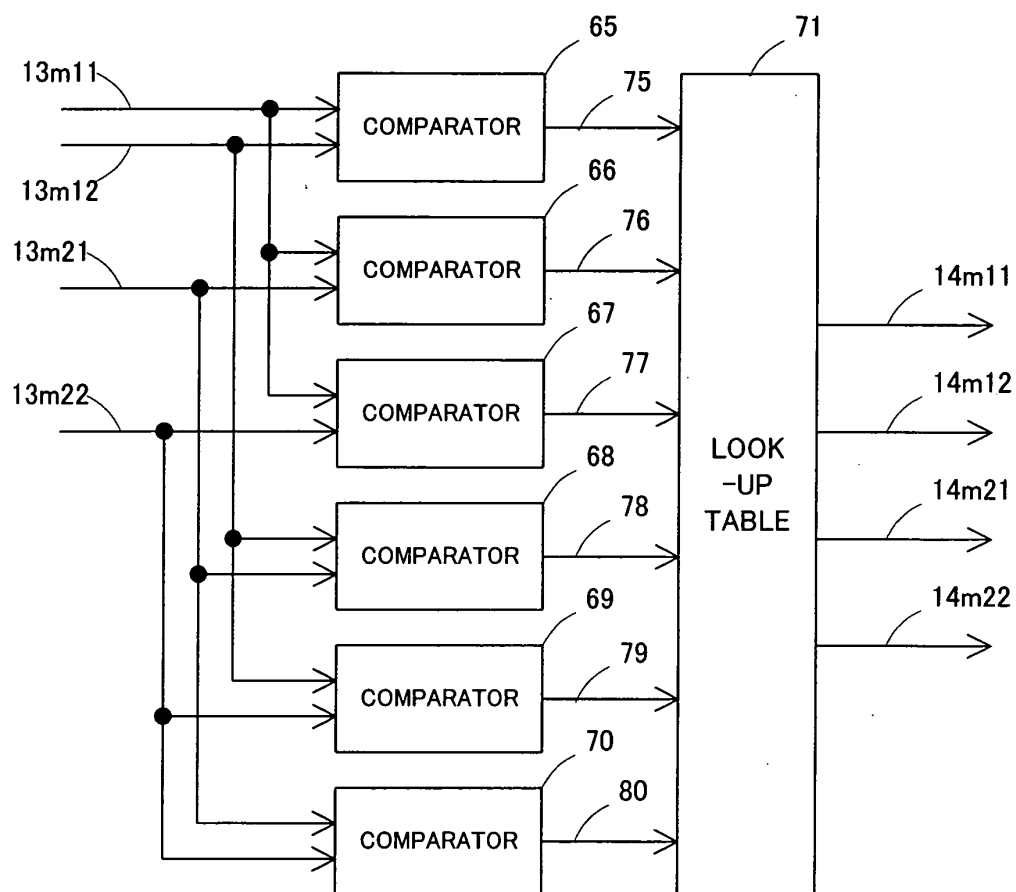 65
71
13m11
75
COMPARATOR
13m12
66
76
13m21
COMPARATOR
14m11
67
77
13m22
COMPARATOR
14m12
LOOK
-UP
TABLE
68
78
14m21
COMPARATOR
14m22
69
79
COMPARATOR
70
80
COMPARATOR